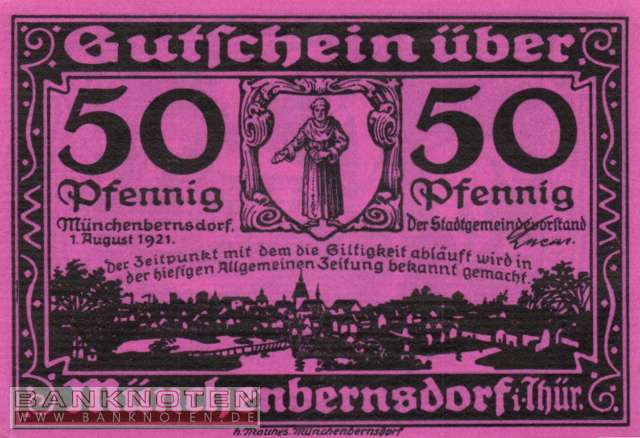 Gutschein über
50 50
Pfennig Pfennig
Münchenbernsdorf,
1. August 1921.
Der Stadtgemeindevorstand
Der Zeitpunkt mit dem die Giltigkeit abläuft wird in
der hiesigen Allgemeinen Zeitung bekannt gemacht.
Münchenbernsdorf i. Thür.
BANKNOTEN
WWW.BANKNOTEN.DE
Münchenbernsdorf